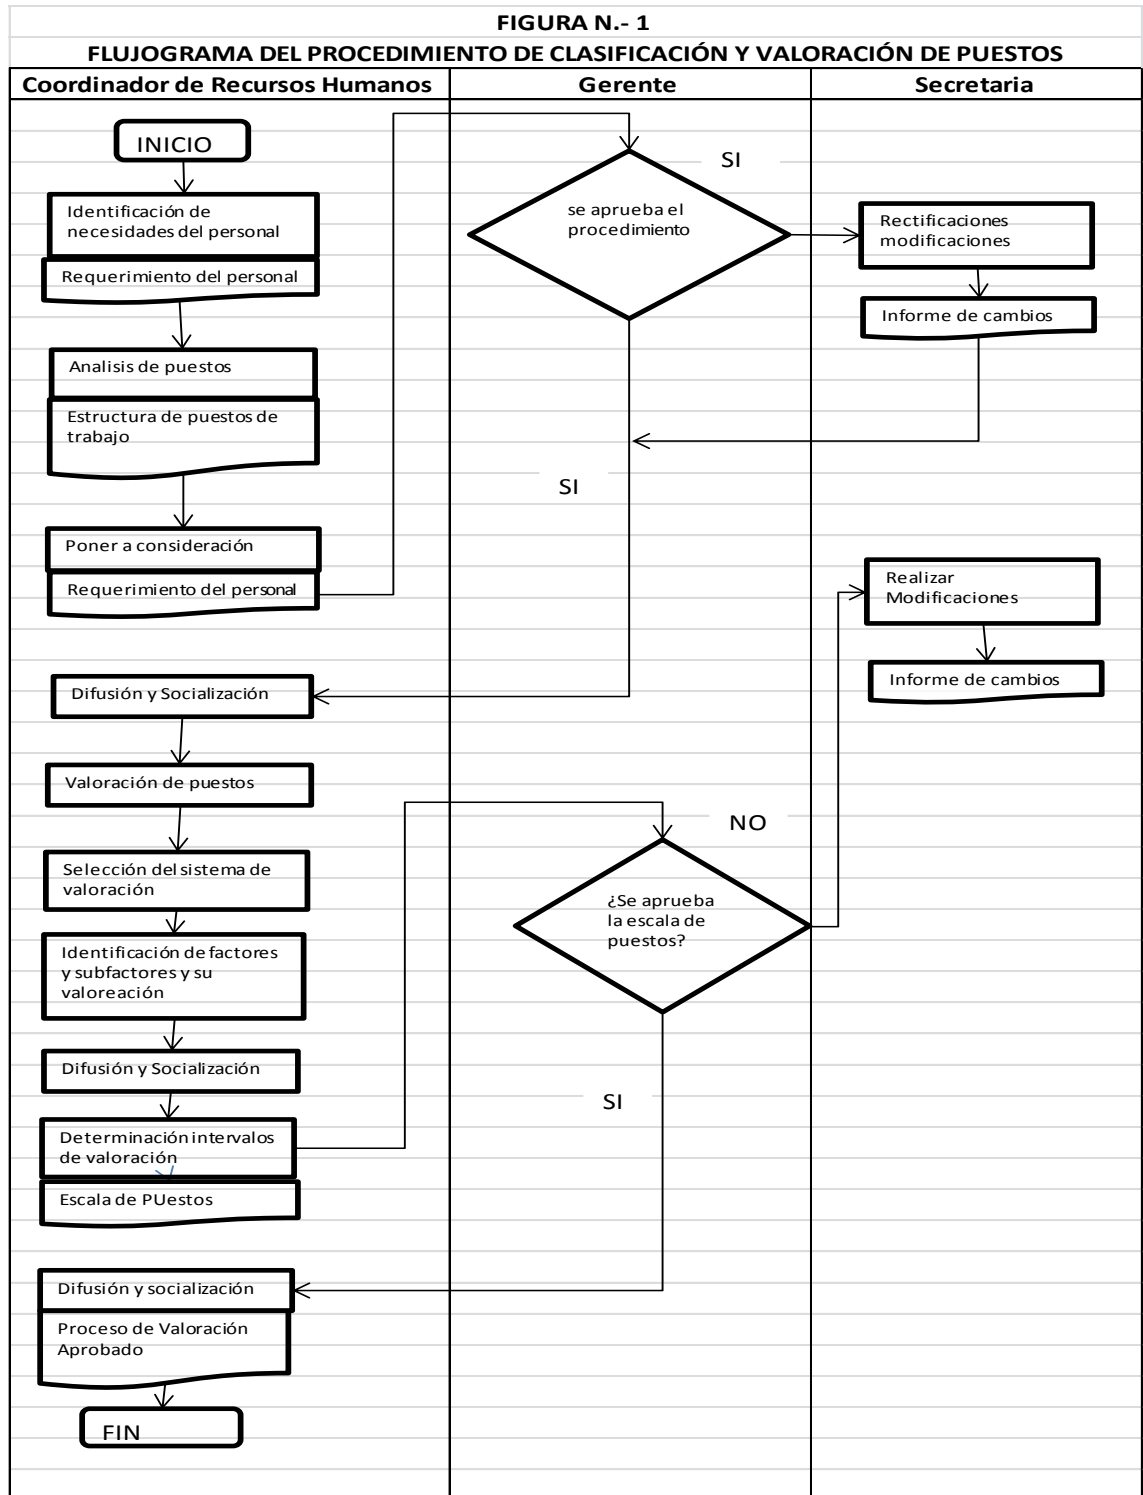 FIGURA N.- 1
FLUJOGRAMA DEL PROCEDIMIENTO DE CLASIFICACIÓN Y VALORACIÓN DE PUESTOS
Coordinador de Recursos Humanos
Gerente
Secretaria
INICIO
Identificación de
necesidades del personal
Requerimiento del personal
Analisis de puestos
Estructura de puestos de
trabajo
Poner a consideración
Requerimiento del personal
se aprueba el
procedimiento
SI
Rectificaciones
modificaciones
Informe de cambios
SI
Realizar
Modificaciones
Informe de cambios
Difusión y Socialización
Valoración de puestos
Selección del sistema de
valoración
Identificación de factores
y subfactores y su
valoreación
Difusión y Socialización
Determinación intervalos
de valoración
Escala de PUestos
¿Se aprueba
la escala de
puestos?
NO
SI
Difusión y socialización
Proceso de Valoración
Aprobado
FIN